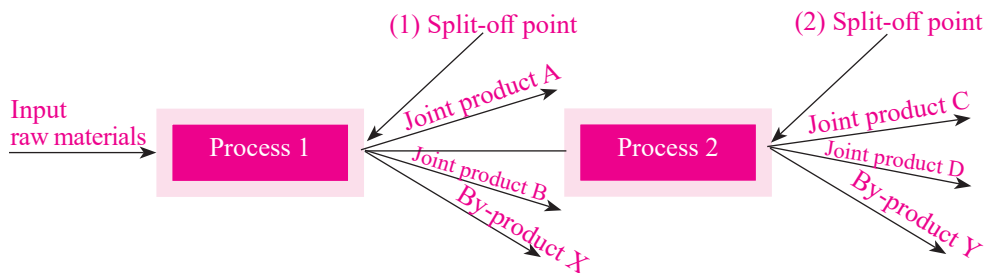 (1) Split-off point
(2) Split-off point
Input
raw materials
Process 1
Joint product A
Joint product B
By-product X
Process 2
Joint product C
Joint product D
By-product Y